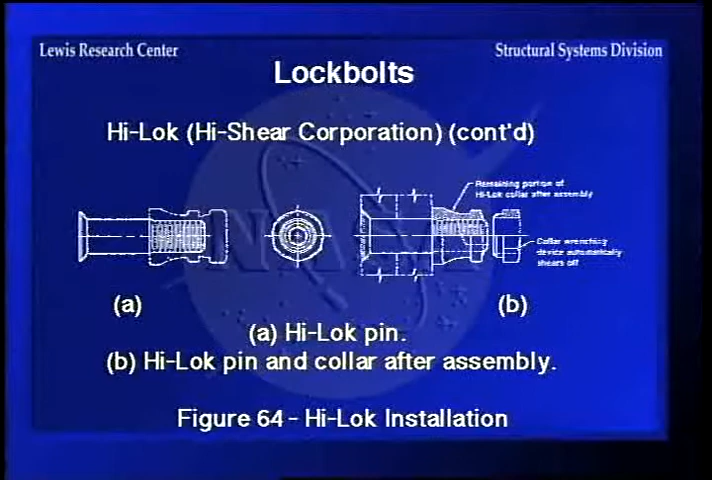 Lewis Research Center
Structural Systems Division
Lockbolts
Hi-Lok (Hi-Shear Corporation) (cont'd)
Remaining portion of
Hi-Lok collar after assembly
Collar wrenching
device automatically
shears off
(a)
(b)
(a) Hi-Lok pin.
(b) Hi-Lok pin and collar after assembly.
Figure 64 - Hi-Lok Installation
NASA